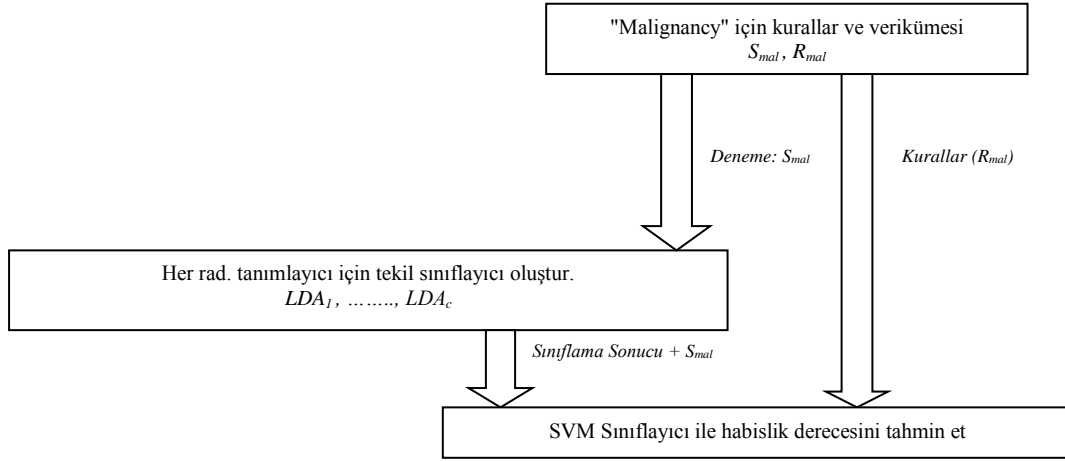 "Malignancy" için kurallar ve verikümesi
Smal , Rmal
Deneme: Smal
Kurallar (Rmal)
Her rad. tanımlayıcı için tekil sınıflayıcı oluştur.
LDA1 , …….., LDAc
Sınıflama Sonucu + Smal
SVM Sınıflayıcı ile habislik derecesini tahmin et